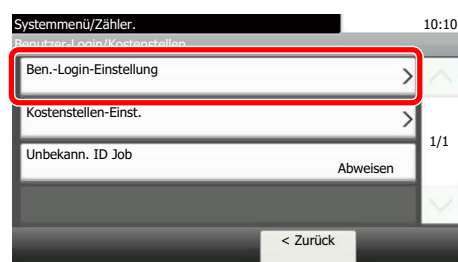 Systemmenü/Zähler. 10:10
Benutzer-Login/Kostenstellen
Ben.-Login-Einstellung
Kostenstellen-Einst.
1/1
Unbekann. ID Job
Abweisen
< Zurück